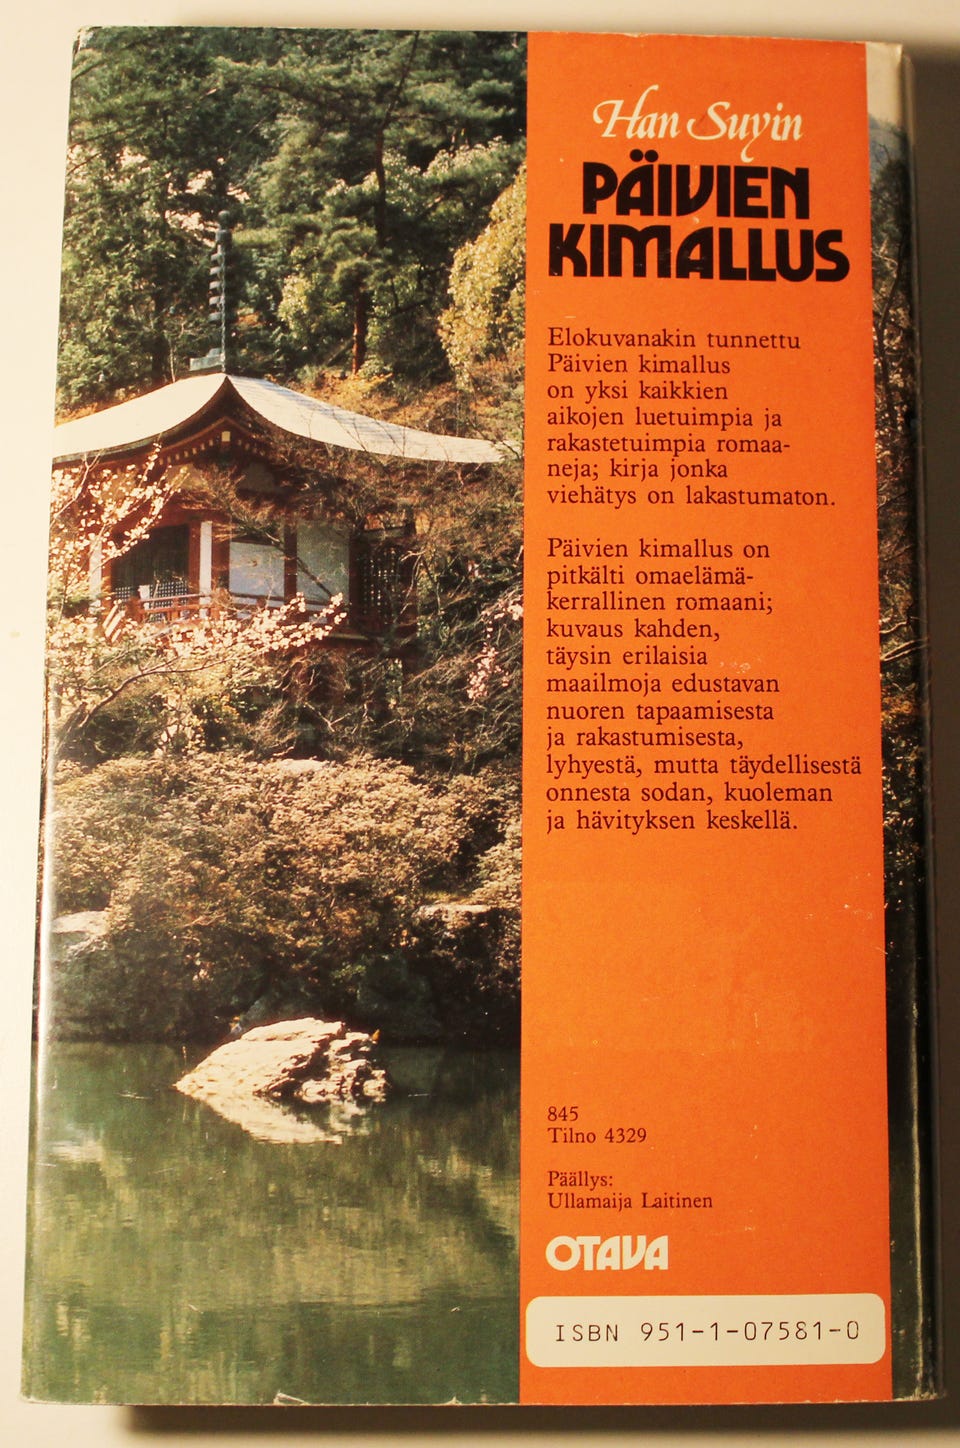 Han Suyin
PÄIVIEN
KIMALLUS
Elokuvanakin tunnettu
Päivien kimallus
on yksi kaikkien
aikojen luetuimpia ja
rakastetuimpia romaa-
neja; kirja jonka
viehätys on lakastumaton.
Päivien kimallus on
pitkälti omaelämä-
kerrallinen romaani;
kuvaus kahden,
täysin erilaisia
maailmoja edustavan
nuoren tapaamisesta
ja rakastumisesta,
lyhyestä, mutta täydellisestä
onnesta sodan, kuoleman
ja hävityksen keskellä.
845
Tilno 4329
Päällys:
Ullamaija Laitinen
OTAVA
ISBN 951-1-07581-0